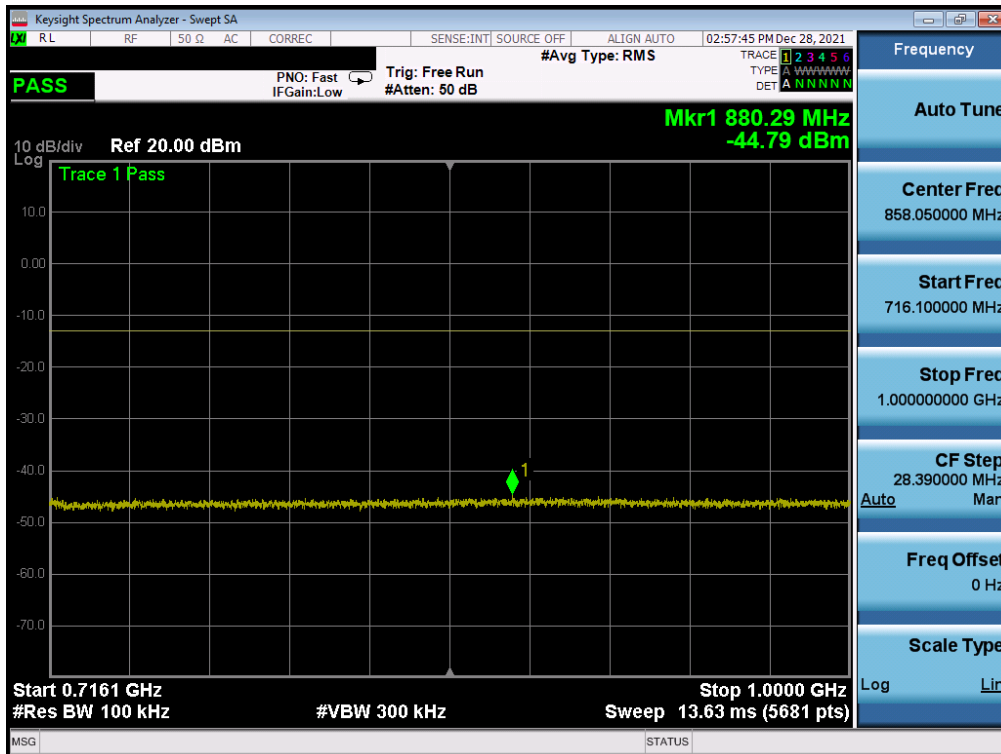 Keysight Spectrum Analyzer - Swept SA
LXI RL RF 50 Ω AC CORREC SENSE:INT SOURCE OFF ALIGN AUTO 02:57:45 PM Dec 28, 2021
#Avg Type: RMS
TRACE 1 2 3 4 5 6
PASS
PNO: Fast
IFGain:Low
Trig: Free Run
#Atten: 50 dB
TYPE A WWWWW
DET A N N N N N
Mkr1 880.29 MHz
-44.79 dBm
10 dB/div Ref 20.00 dBm
Log
Trace 1 Pass
10.0
0.00
-10.0
-20.0
-30.0
-40.0
1
-50.0
-60.0
-70.0
Start 0.7161 GHz Stop 1.0000 GHz
#Res BW 100 kHz #VBW 300 kHz Sweep 13.63 ms (5681 pts)
MSG STATUS
Frequency
Auto Tune
Center Freq
858.050000 MHz
Start Freq
716.100000 MHz
Stop Freq
1.000000000 GHz
CF Step
28.390000 MHz
Auto Man
Freq Offset
0 Hz
Scale Type
Log Lin